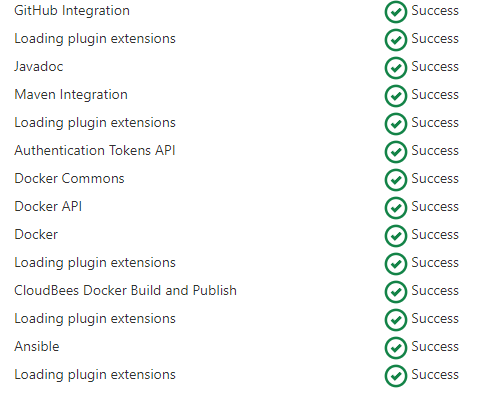 GitHub Integration Success
Loading plugin extensions Success
Javadoc Success
Maven Integration Success
Loading plugin extensions Success
Authentication Tokens API Success
Docker Commons Success
Docker API Success
Docker Success
Loading plugin extensions Success
CloudBees Docker Build and Publish Success
Loading plugin extensions Success
Ansible Success
Loading plugin extensions Success